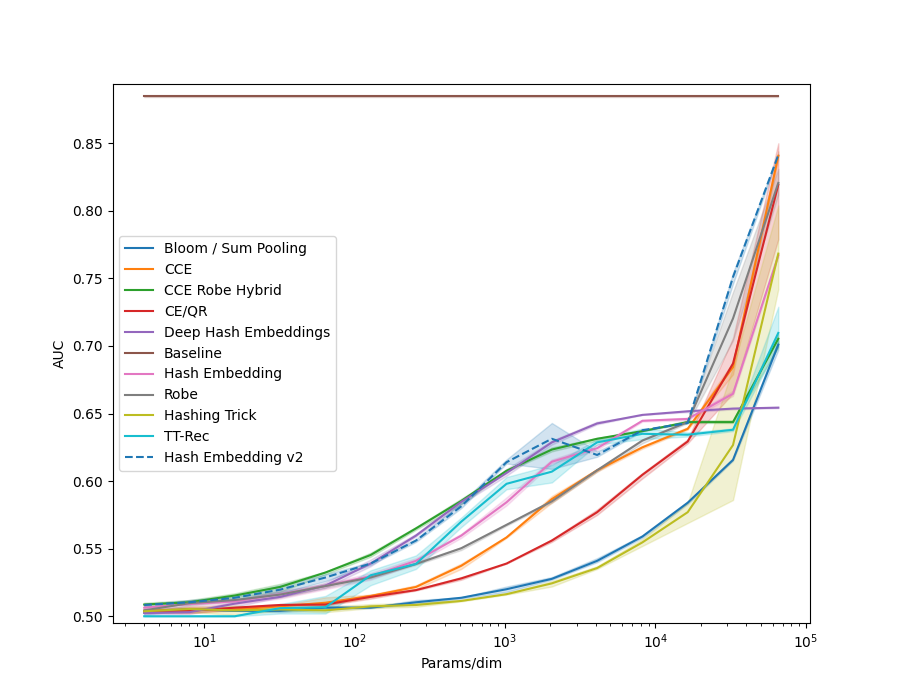 0.85
0.80
0.75
0.70
0.65
0.60
0.55
0.50
AUC
Bloom / Sum Pooling
CCE
CCE Robe Hybrid
CE/QR
Deep Hash Embeddings
Baseline
Hash Embedding
Robe
Hashing Trick
TT-Rec
Hash Embedding v2
10¹ 10² 10³ 10⁴ 10⁵
Params/dim